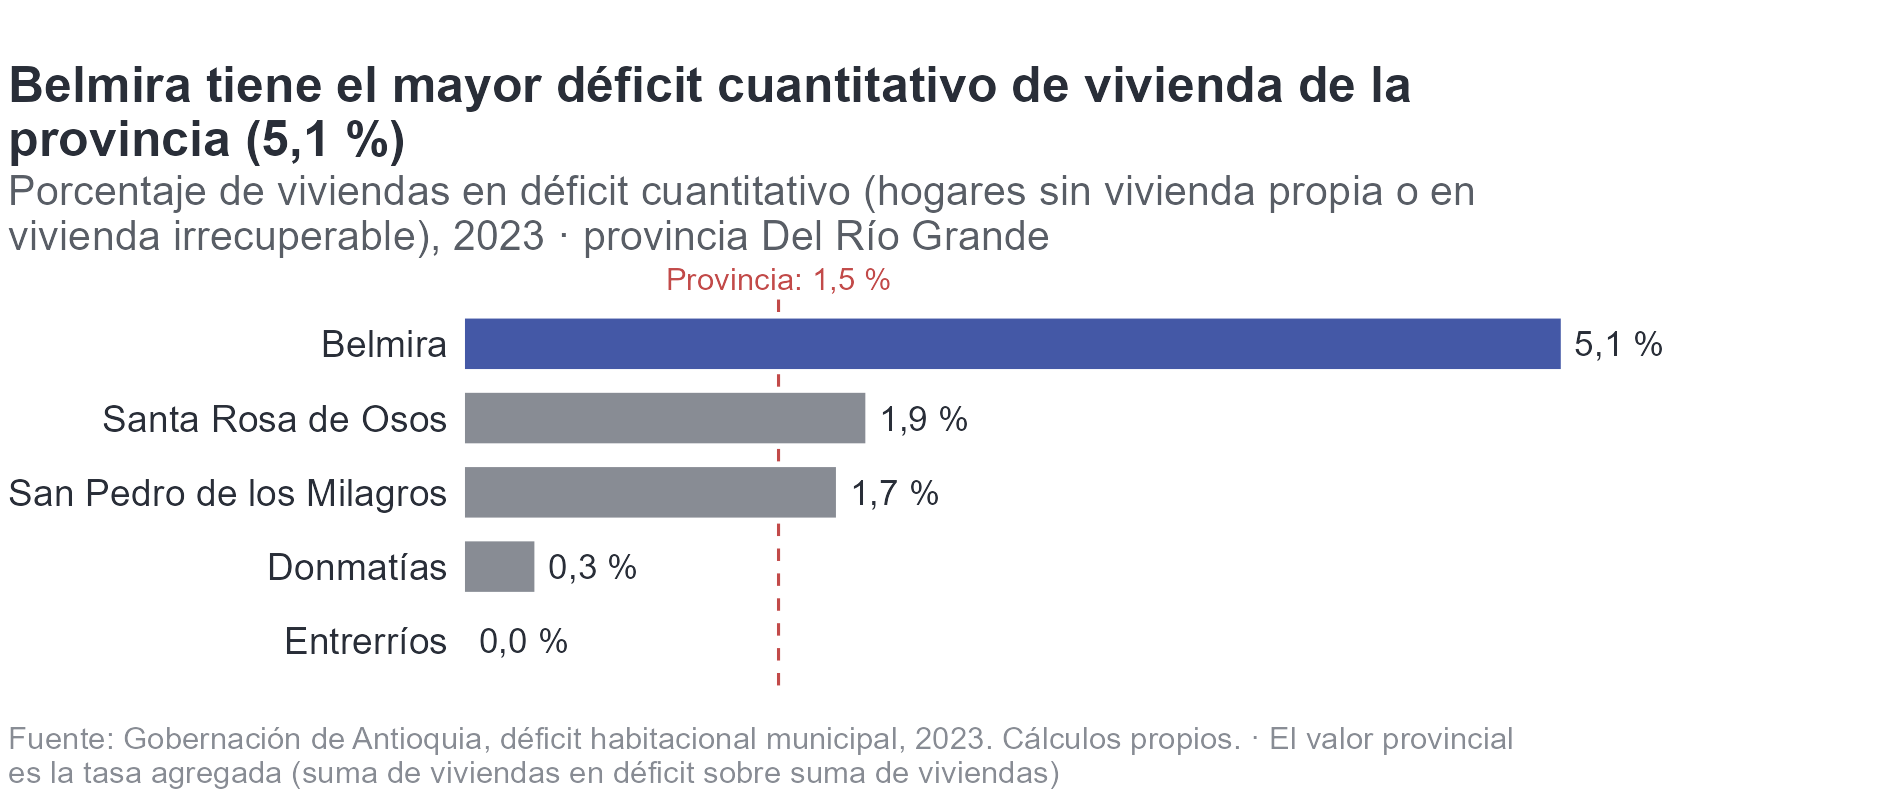 Belmira tiene el mayor déficit cuantitativo de vivienda de la
provincia (5,1 %)
Porcentaje de viviendas en déficit cuantitativo (hogares sin vivienda propia o en
vivienda irrecuperable), 2023 · provincia Del Río Grande
Provincia: 1,5 %
Belmira 5,1 %
Santa Rosa de Osos 1,9 %
San Pedro de los Milagros 1,7 %
Donmatías 0,3 %
Entrerríos 0,0 %
Fuente: Gobernación de Antioquia, déficit habitacional municipal, 2023. Cálculos propios. · El valor provincial
es la tasa agregada (suma de viviendas en déficit sobre suma de viviendas)